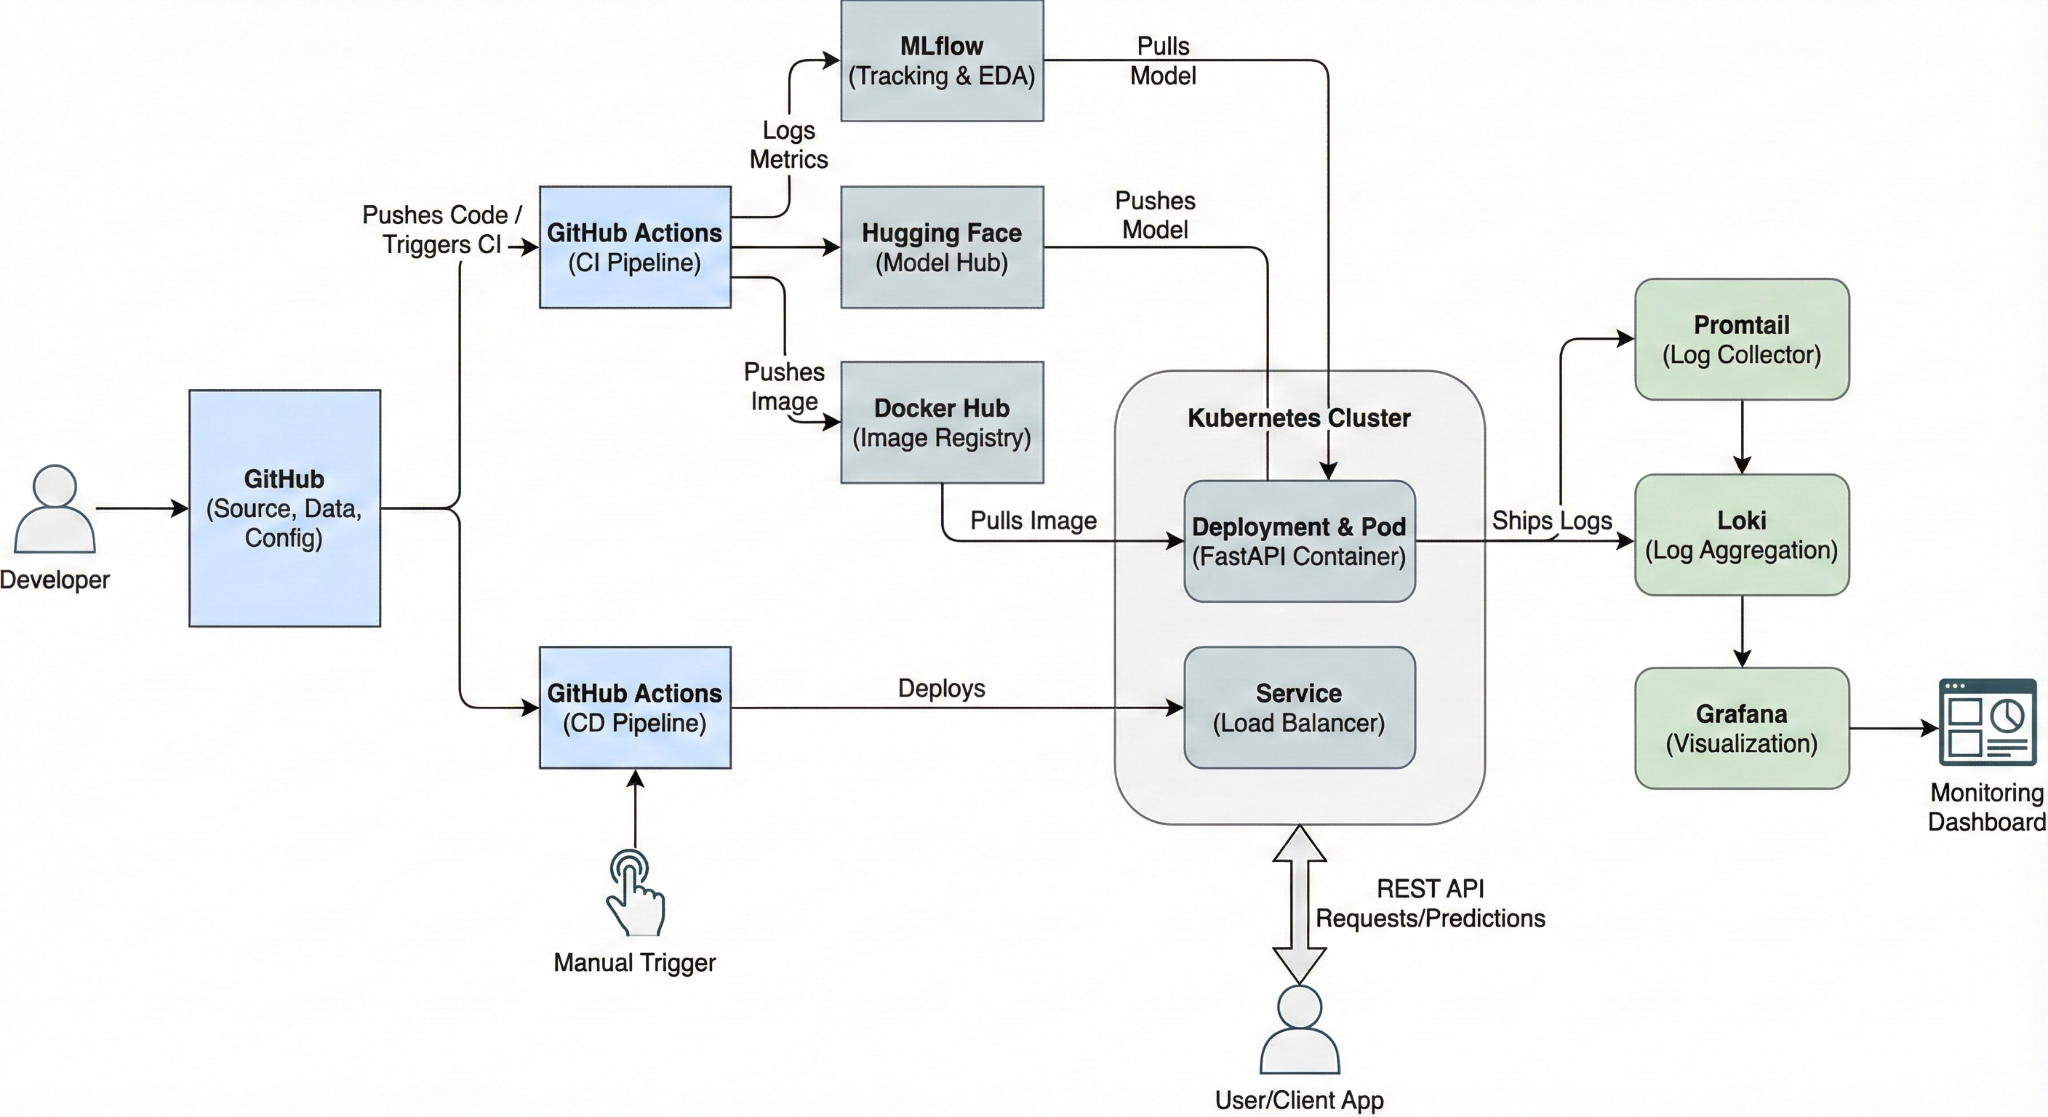 MLflow
(Tracking & EDA)
Pulls
Model
Logs
Metrics
Pushes Code /
Triggers CI
GitHub Actions
(CI Pipeline)
Hugging Face
(Model Hub)
Pushes
Model
Pushes
Image
Docker Hub
(Image Registry)
Kubernetes Cluster
Promtail
(Log Collector)
Developer
GitHub
(Source, Data,
Config)
Pulls Image
Deployment & Pod
(FastAPI Container)
Ships Logs
Loki
(Log Aggregation)
GitHub Actions
(CD Pipeline)
Deploys
Service
(Load Balancer)
Grafana
(Visualization)
Monitoring
Dashboard
Manual Trigger
REST API
Requests/Predictions
User/Client App